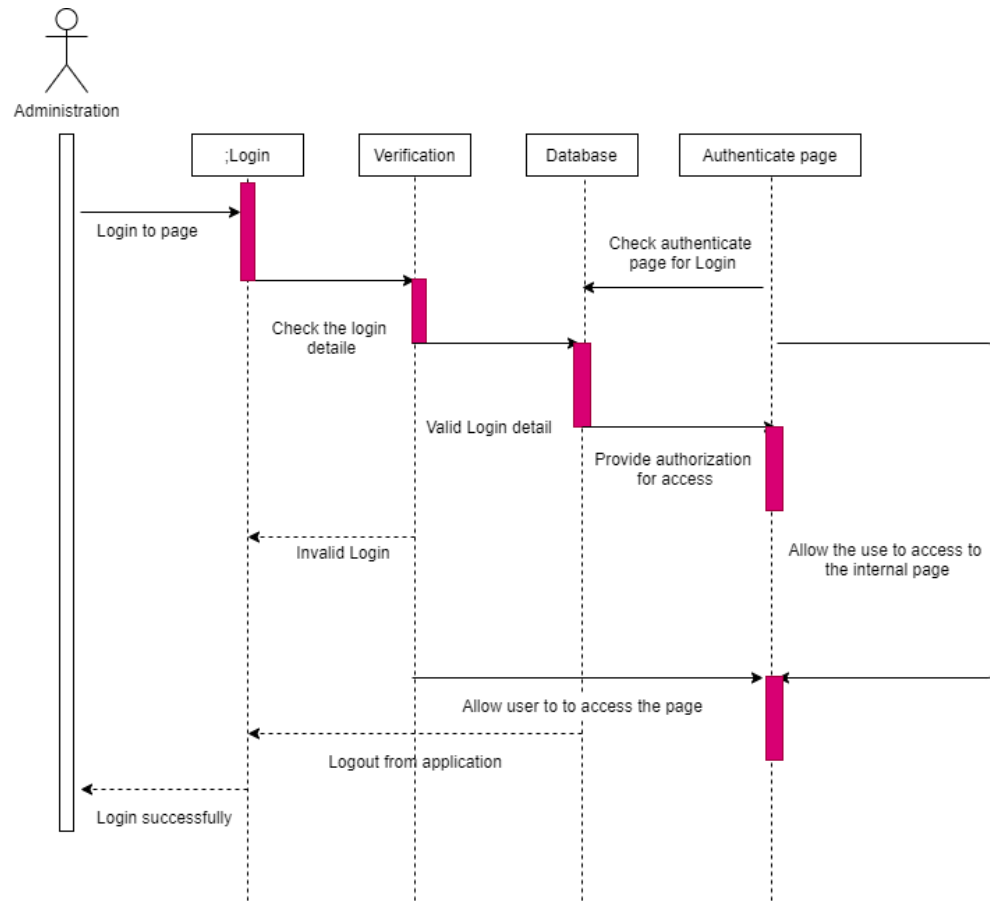 Administration
;Login
Verification
Database
Authenticate page
Login to page
Check authenticate
page for Login
Check the login
detaile
Valid Login detail
Provide authorization
for access
Invalid Login
Allow the use to access to
the internal page
Allow user to to access the page
Logout from application
Login successfully